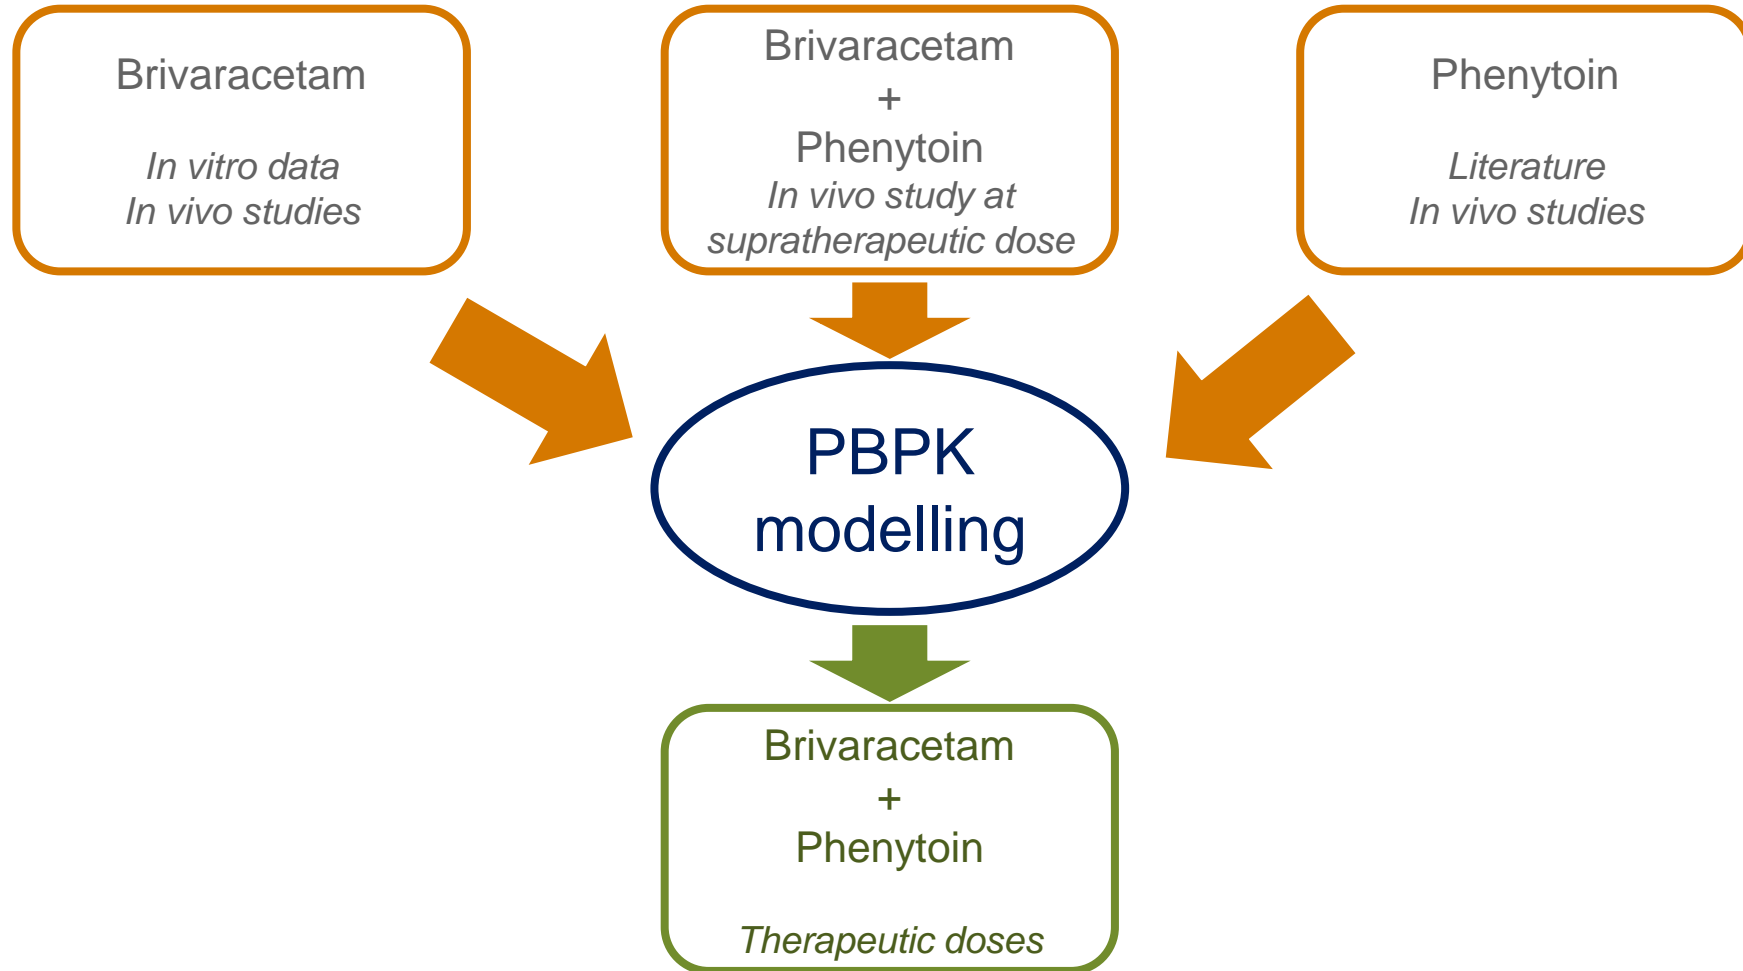 Brivaracetam
In vitro data
In vivo studies
Brivaracetam
+
Phenytoin
In vivo study at
supratherapeutic dose
Phenytoin
Literature
In vivo studies
PBPK
modelling
Brivaracetam
+
Phenytoin
Therapeutic doses